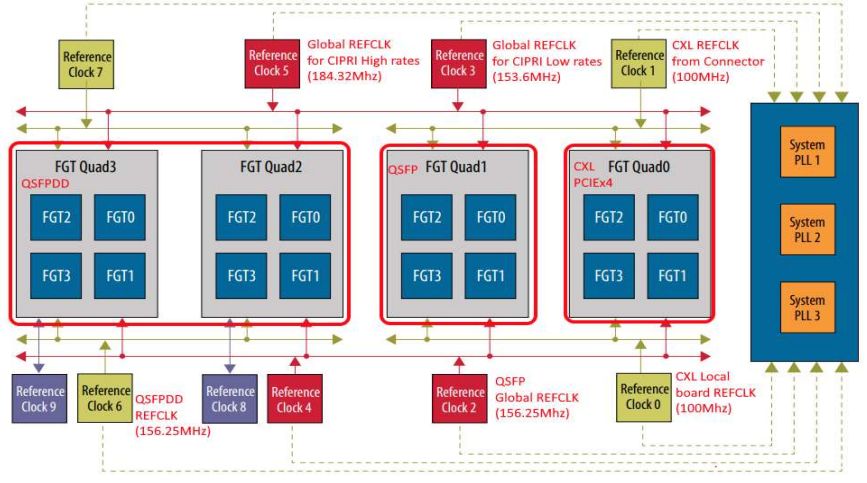 Reference
Clock 7
Reference
Clock 5
Global REFCLK
for CIPRI High rates
(184.32Mhz)
Reference
Clock 3
Global REFCLK
for CIPRI Low rates
(153.6Mhz)
Reference
Clock 1
CXL REFCLK
from Connector
(100MHz)
FGT Quad3
QSFPDD
FGT2
FGT0
FGT3
FGT1
FGT Quad2
FGT2
FGT0
FGT3
FGT1
FGT Quad1
QSFP
FGT2
FGT0
FGT3
FGT1
FGT Quad0
CXL
PCIEx4
FGT2
FGT0
FGT3
FGT1
System
PLL 1
System
PLL 2
System
PLL 3
Reference
Clock 9
Reference
Clock 6
QSFPDD
REFCLK
(156.25MHz)
Reference
Clock 8
Reference
Clock 4
Reference
Clock 2
QSFP
Global REFCLK
(156.25Mhz)
Reference
Clock 0
CXL Local
board REFCLK
(100Mhz)